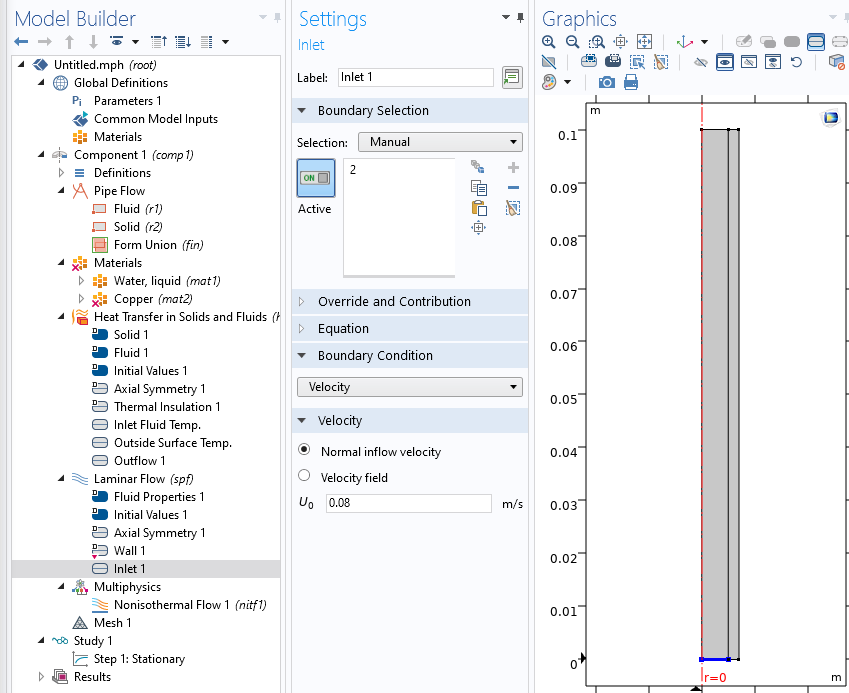 Model Builder
Untitled.mph (root)
Global Definitions
Pi Parameters 1
Common Model Inputs
Materials
Component 1 (comp1)
Definitions
Pipe Flow
Fluid (r1)
Solid (r2)
Form Union (fin)
Materials
Water, liquid (mat1)
Copper (mat2)
Heat Transfer in Solids and Fluids
Solid 1
Fluid 1
Initial Values 1
Axial Symmetry 1
Thermal Insulation 1
Inlet Fluid Temp.
Outside Surface Temp.
Outflow 1
Laminar Flow (spf)
Fluid Properties 1
Initial Values 1
Axial Symmetry 1
Wall 1
Inlet 1
Multiphysics
Nonisothermal Flow 1 (nitf1)
Mesh 1
Study 1
Step 1: Stationary
Results
Settings
Inlet
Label: Inlet 1
Boundary Selection
Selection: Manual
ON
Active
2
Override and Contribution
Equation
Boundary Condition
Velocity
Velocity
Normal inflow velocity
Velocity field
U0 0.08 m/s
Graphics
m
0.1
0.09
0.08
0.07
0.06
0.05
0.04
0.03
0.02
0.01
0
r=0
m